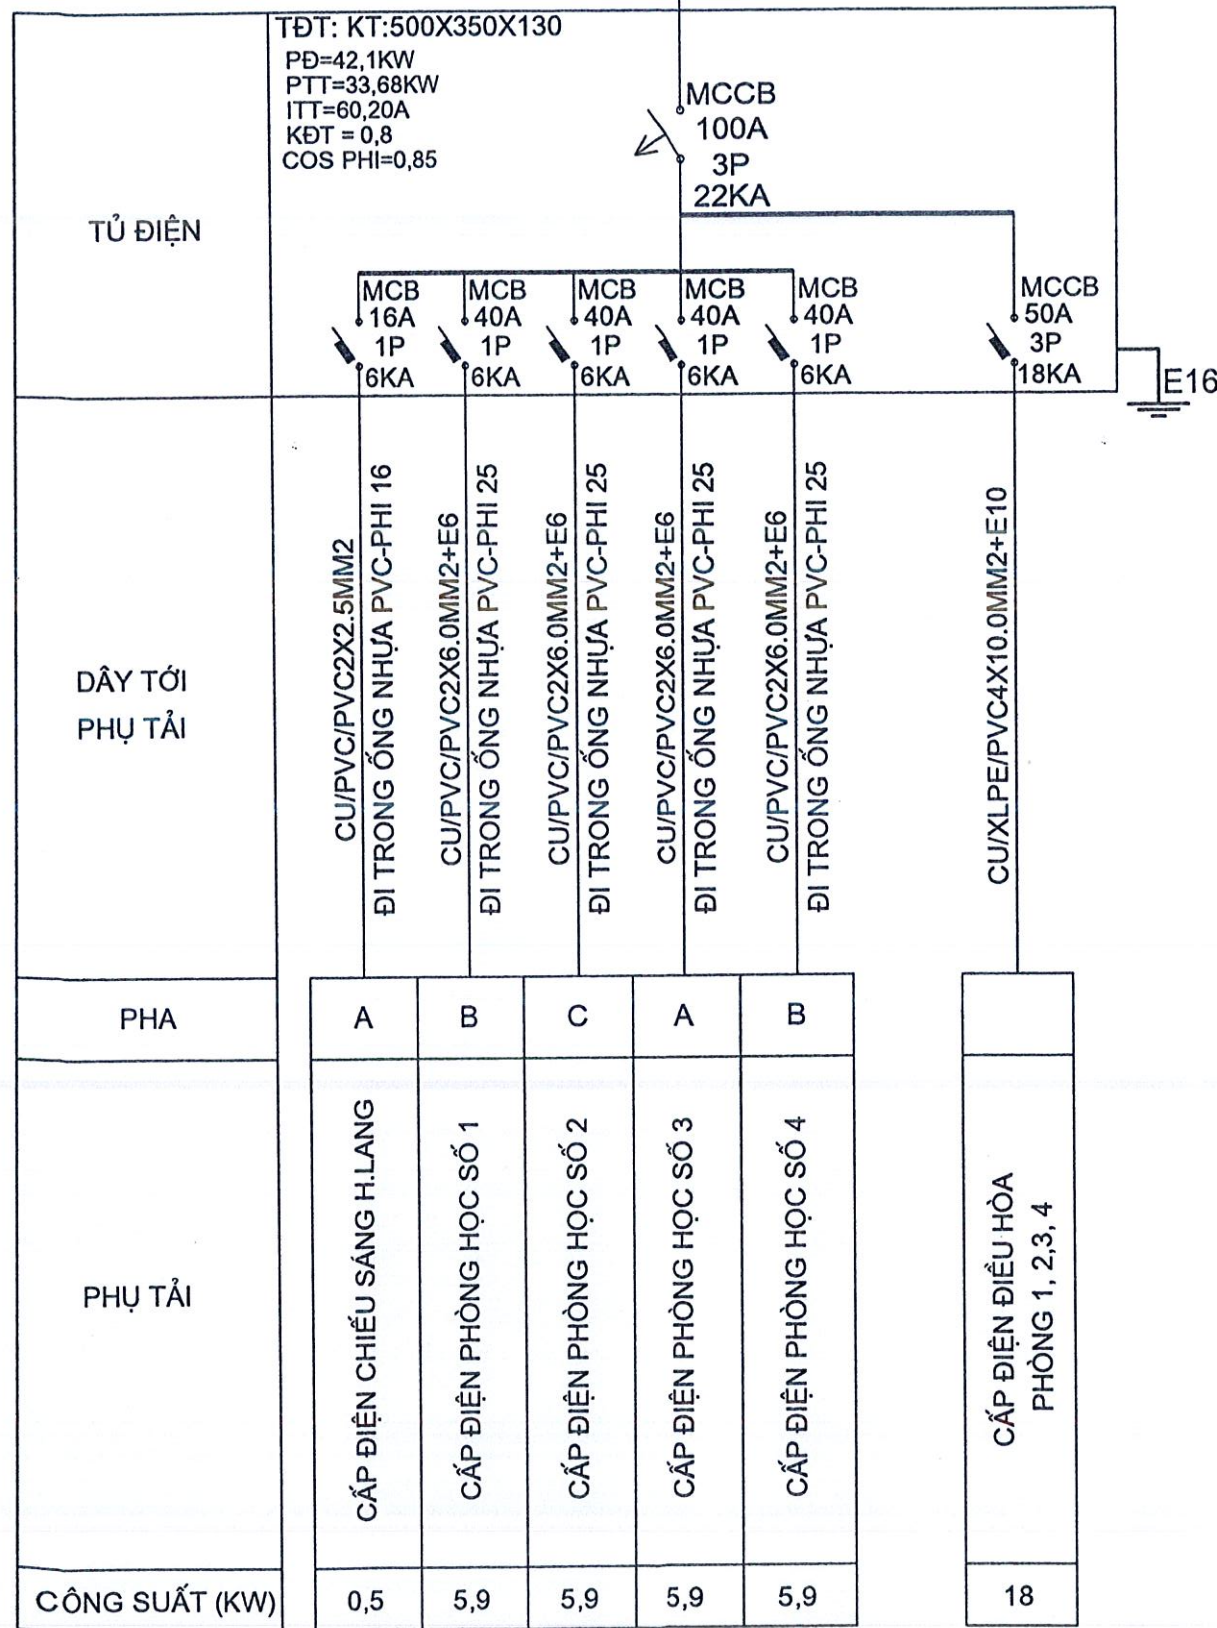 TĐT: KT:500X350X130
PĐ=42,1KW
PTT=33,68KW
ITT=60,20A
KĐT = 0,8
COS PHI=0,85
MCCB
100A
3P
22KA
TỦ ĐIỆN
MCB
16A
1P
6KA
MCB
40A
1P
6KA
MCB
40A
1P
6KA
MCB
40A
1P
6KA
MCB
40A
1P
6KA
MCCB
50A
3P
18KA
E16
DÂY TỚI
PHỤ TẢI
CU/PVC/PVC2X2.5MM2
ĐI TRONG ỐNG NHỰA PVC-PHI 16
CU/PVC/PVC2X6.0MM2+E6
ĐI TRONG ỐNG NHỰA PVC-PHI 25
CU/PVC/PVC2X6.0MM2+E6
ĐI TRONG ỐNG NHỰA PVC-PHI 25
CU/PVC/PVC2X6.0MM2+E6
ĐI TRONG ỐNG NHỰA PVC-PHI 25
CU/PVC/PVC2X6.0MM2+E6
ĐI TRONG ỐNG NHỰA PVC-PHI 25
CU/XLPE/PVC4X10.0MM2+E10
PHA
A
B
C
A
B
PHỤ TẢI
CẤP ĐIỆN CHIẾU SÁNG H.LANG
CẤP ĐIỆN PHÒNG HỌC SỐ 1
CẤP ĐIỆN PHÒNG HỌC SỐ 2
CẤP ĐIỆN PHÒNG HỌC SỐ 3
CẤP ĐIỆN PHÒNG HỌC SỐ 4
CẤP ĐIỆN ĐIỀU HÒA
PHÒNG 1, 2,3, 4
CÔNG SUẤT (KW)
0,5
5,9
5,9
5,9
5,9
18